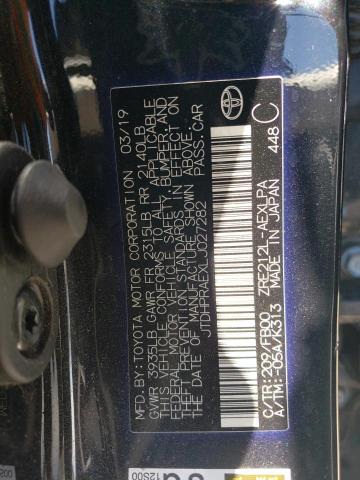 MFD.BY:TOYOTA MOTOR CORPORATION 03/19
GVWR 3935LB GAWR FR 2315LB RR 2140LB
THIS VEHICLE CONFORMS TO ALL APPLICABLE
FEDERAL MOTOR VEHICLE SAFETY, BUMPER, AND
THEFT PREVENTION STANDARDS IN EFFECT ON
THE DATE OF MANUFACTURE SHOWN ABOVE.
JTDHPRAEXLJ027282 PASS.CAR
C/TR:209/FB00 ZRE212L-AEXLPA
A/TM:-05A/K313 MADE IN JAPAN
448 C
12S00